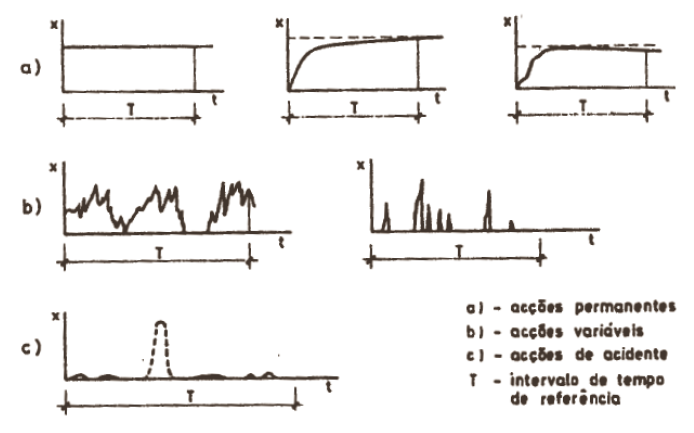 x x x
a)
t t t
T T T
x x
b)
t t
T T
x
c)
t
T
a) - acções permanentes
b) - acções variáveis
c) - acções de acidente
T - intervalo de tempo
de referência